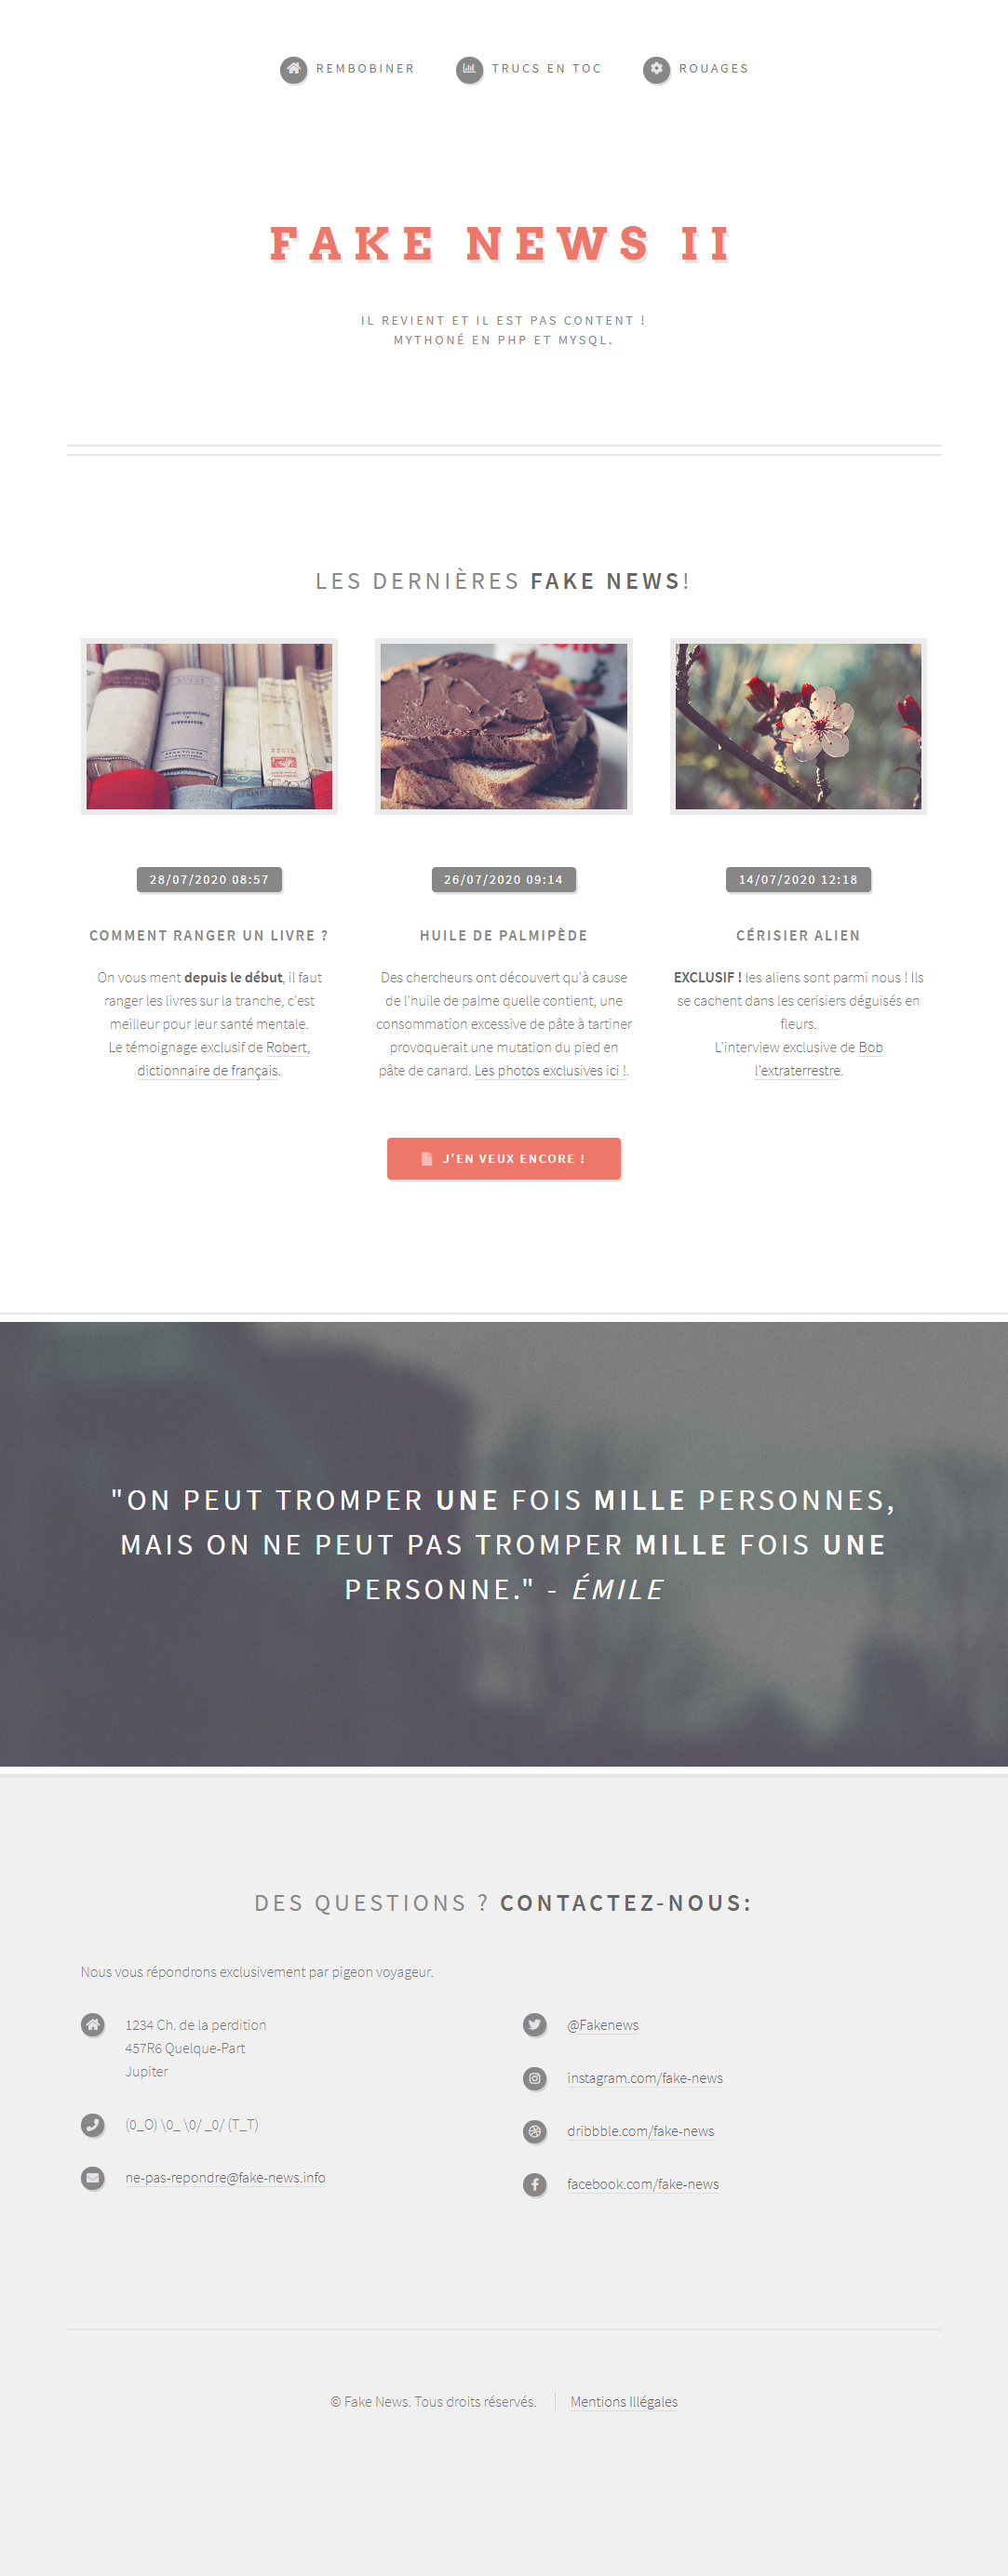 REMBOBINER TRUCS EN TOC ROUAGES
FAKE NEWS II
IL REVIENT ET IL EST PAS CONTENT !
MYTHONÉ EN PHP ET MYSQL.
LES DERNIÈRES FAKE NEWS!
28/07/2020 08:57
COMMENT RANGER UN LIVRE ?
On vous ment depuis le début, il faut
ranger les livres sur la tranche, c'est
meilleur pour leur santé mentale.
Le témoignage exclusif de Robert,
dictionnaire de français.
26/07/2020 09:14
HUILE DE PALMIPÈDE
Des chercheurs ont découvert qu'à cause
de l'huile de palme quelle contient, une
consommation excessive de pâte à tartiner
provoquerait une mutation du pied en
pâte de canard. Les photos exclusives ici !.
14/07/2020 12:18
CÉRISIER ALIEN
EXCLUSIF ! les aliens sont parmi nous ! Ils
se cachent dans les cerisiers déguisés en
fleurs.
L'interview exclusive de Bob
l'extraterrestre.
J'EN VEUX ENCORE !
"ON PEUT TROMPER UNE FOIS MILLE PERSONNES,
MAIS ON NE PEUT PAS TROMPER MILLE FOIS UNE
PERSONNE." - ÉMILE
DES QUESTIONS ? CONTACTEZ-NOUS:
Nous vous répondrons exclusivement par pigeon voyageur.
1234 Ch. de la perdition
457R6 Quelque-Part
Jupiter
(0_O) \0_ \0/ _0/ (T_T)
ne-pas-repondre@fake-news.info
@Fakenews
instagram.com/fake-news
dribbble.com/fake-news
facebook.com/fake-news
© Fake News. Tous droits réservés. Mentions Illégales